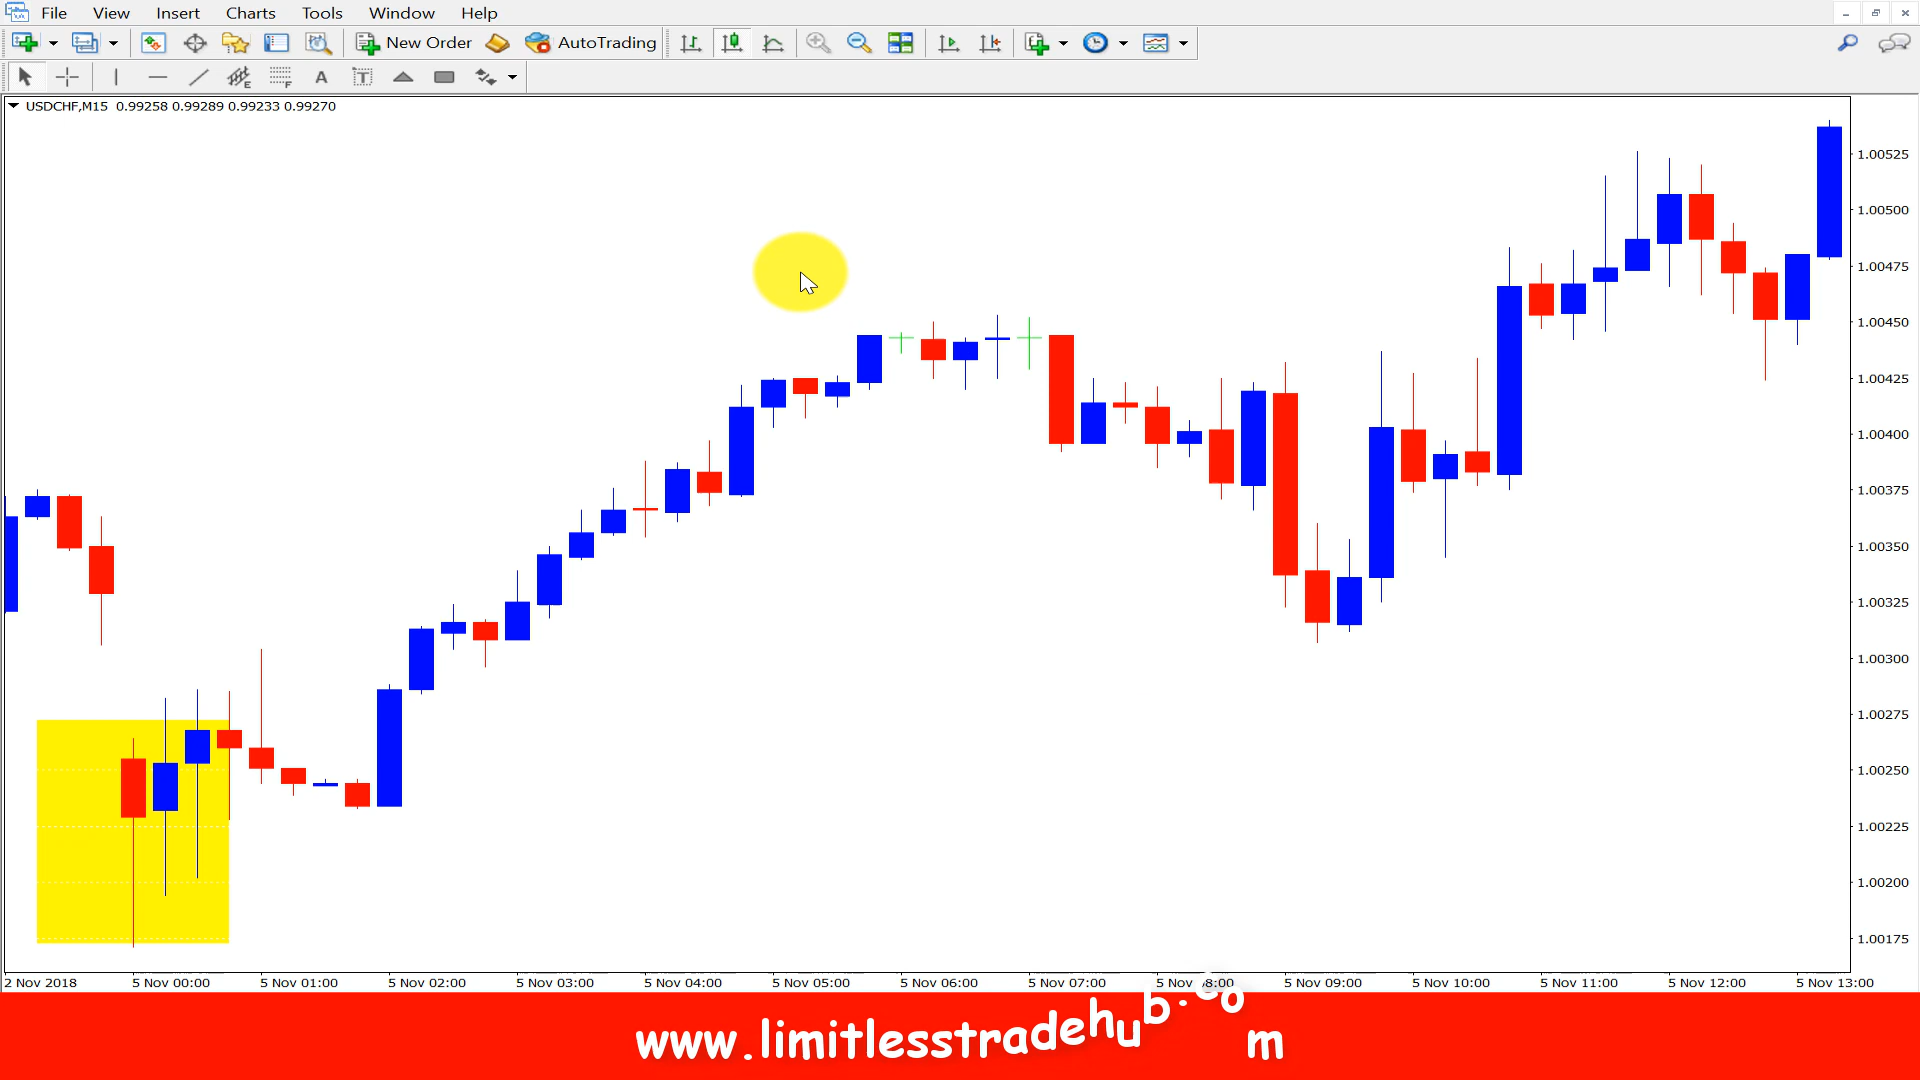 File View Insert Charts Tools Window Help
New Order AutoTrading
E F A T
USDCHF,M15 0.99258 0.99289 0.99233 0.99270
1.00525
1.00500
1.00475
1.00450
1.00425
1.00400
1.00375
1.00350
1.00325
1.00300
1.00275
1.00250
1.00225
1.00200
1.00175
2 Nov 2018 5 Nov 00:00 5 Nov 01:00 5 Nov 02:00 5 Nov 03:00 5 Nov 04:00 5 Nov 05:00 5 Nov 06:00 5 Nov 07:00 5 Nov 08:00 5 Nov 09:00 5 Nov 10:00 5 Nov 11:00 5 Nov 12:00 5 Nov 13:00
www.limitlesstradehub.com